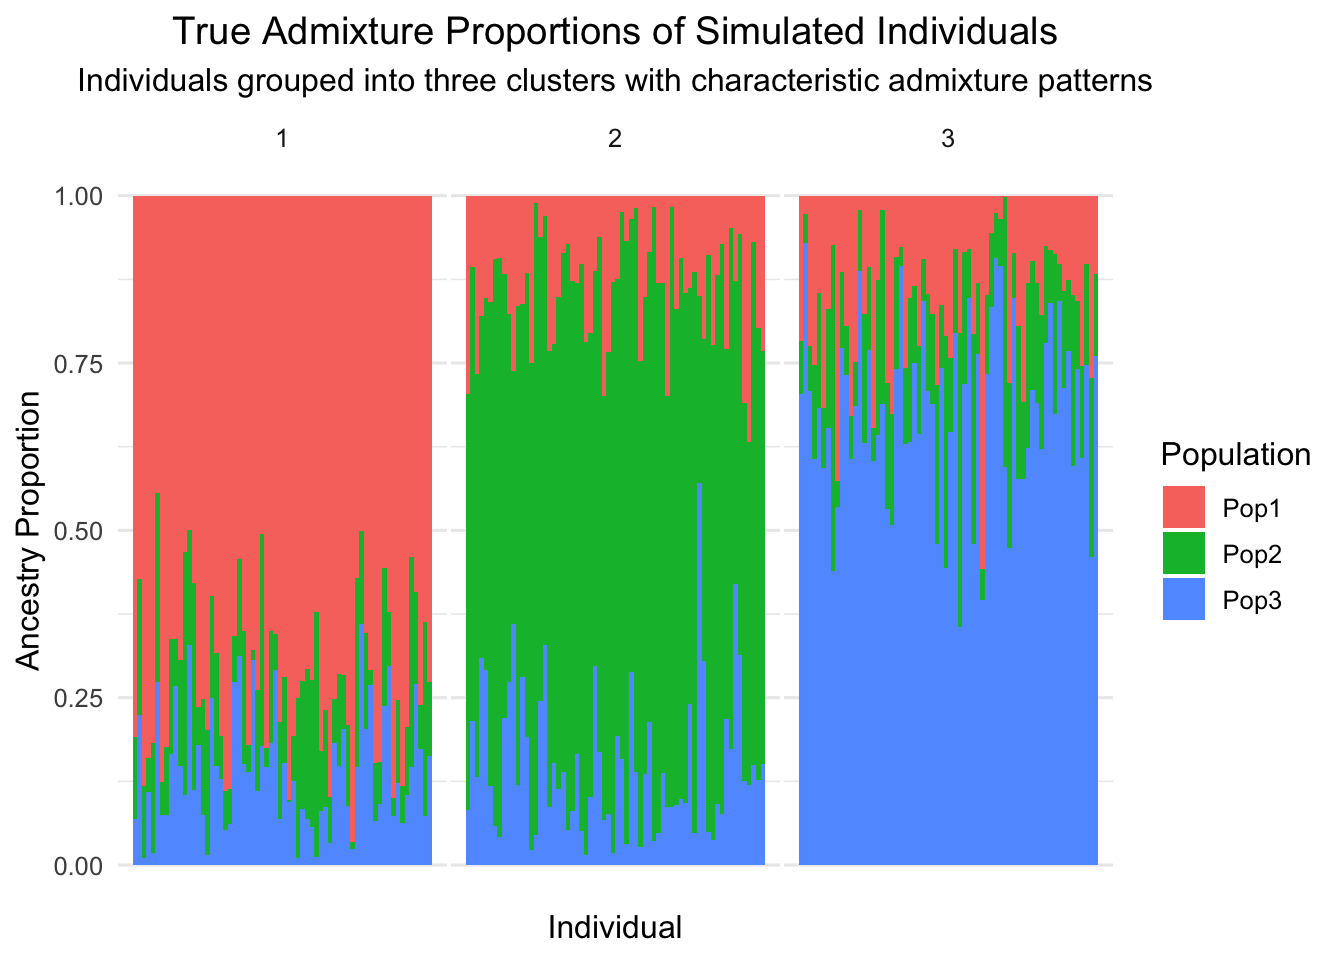 True Admixture Proportions of Simulated Individuals
Individuals grouped into three clusters with characteristic admixture patterns
1
2
3
1.00
0.75
0.50
0.25
0.00
Ancestry Proportion
Individual
Population
Pop1
Pop2
Pop3